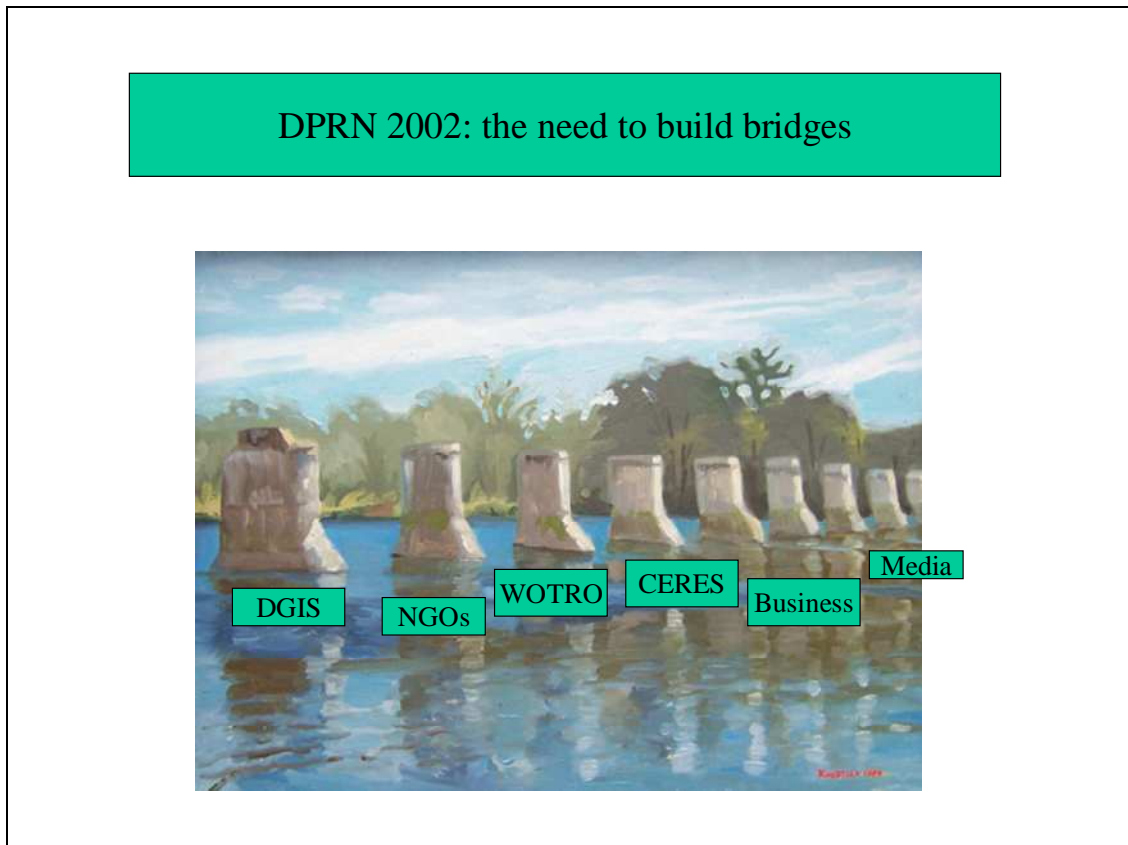 DPRN 2002: the need to build bridges
DGIS
NGOs
WOTRO
CERES
Business
Media